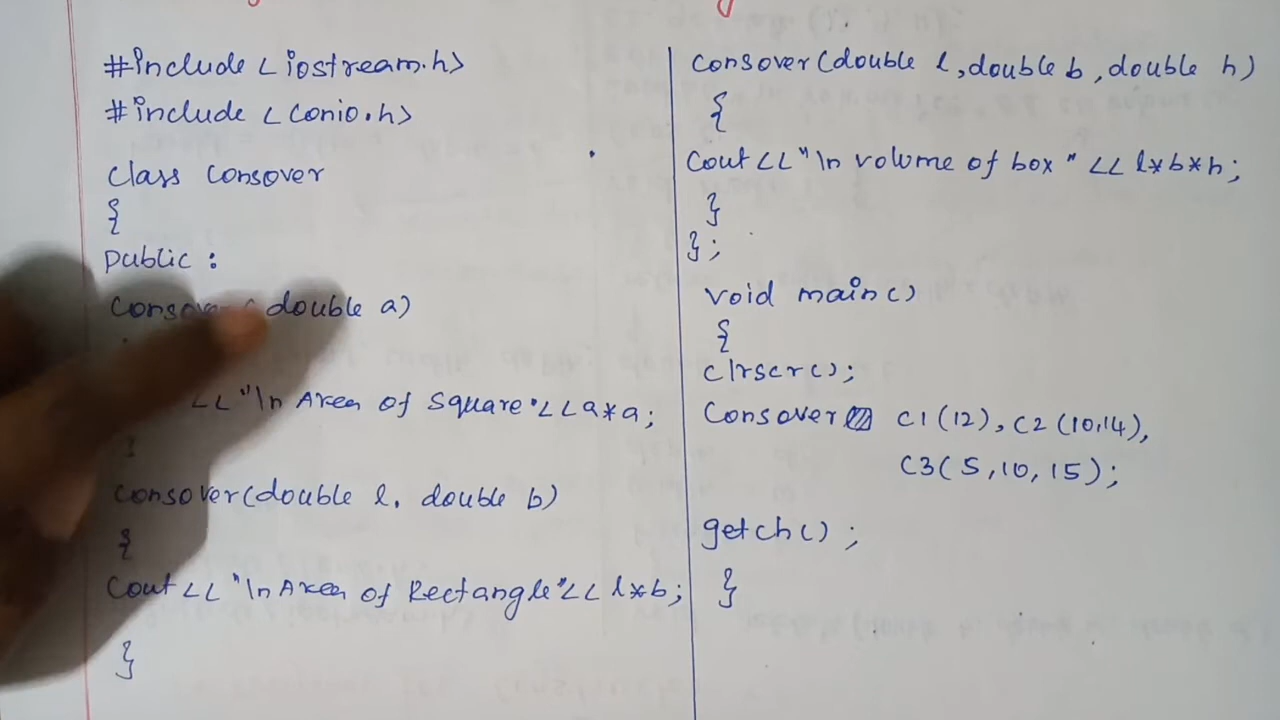 #include <iostream.h>
#include <conio.h>
class consover
{
public :
Consover(double a)
<<"\n Area of square"<<a*a;
}
consover(double l, double b)
{
Cout<<"\n Area of Rectangle"<< l*b;
}
consover(double l, double b, double h)
{
Cout<<"\n volume of box "<< l*b*h;
}
};
void main()
{
clrscr();
Consover c1(12), c2(10,14),
c3(5,10,15);
getch();
}